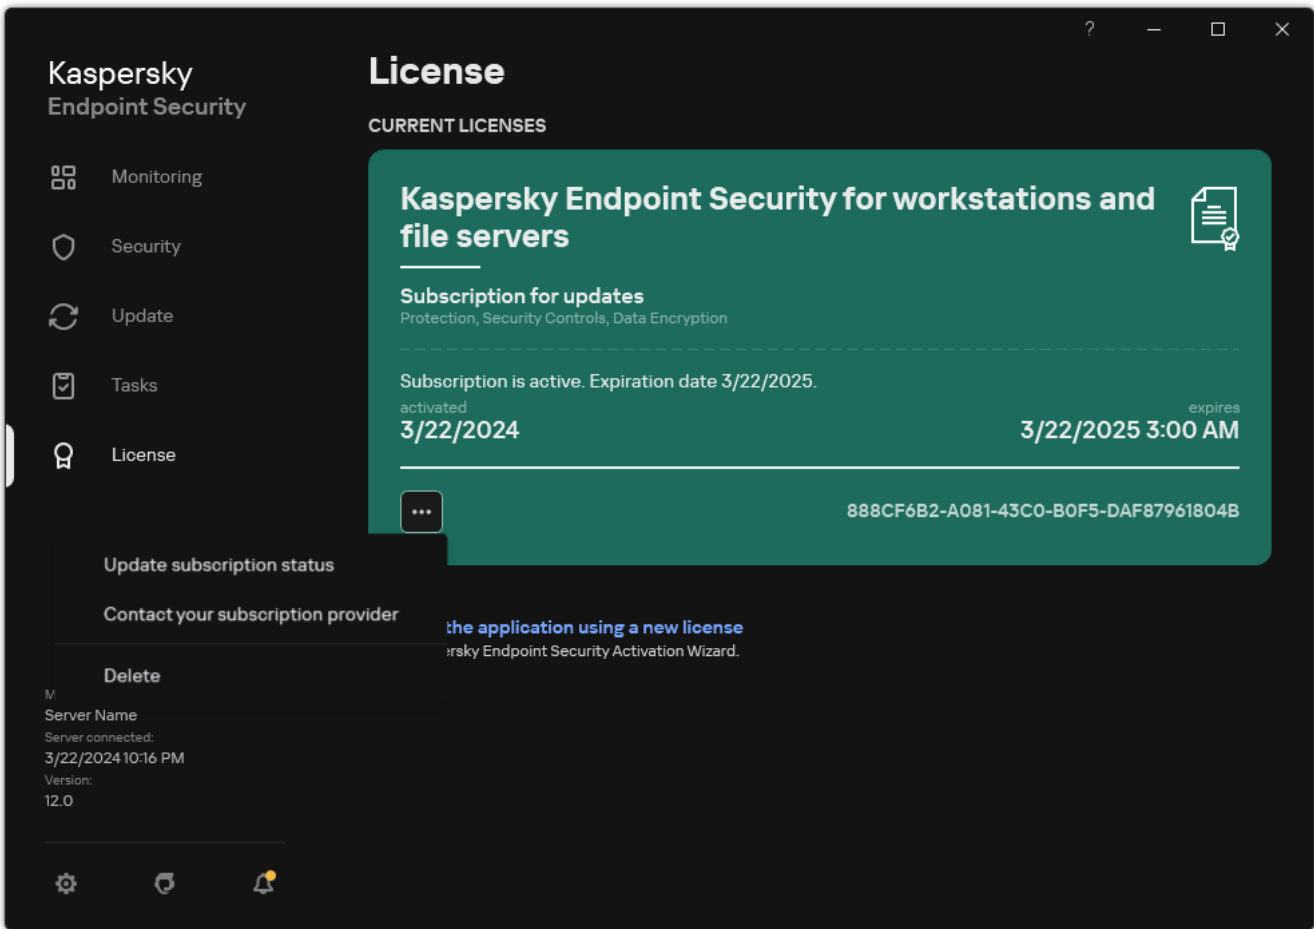 ?
Kaspersky
Endpoint Security
Monitoring
Security
Update
Tasks
License
License
CURRENT LICENSES
Kaspersky Endpoint Security for workstations and
file servers
Subscription for updates
Protection, Security Controls, Data Encryption
Subscription is active. Expiration date 3/22/2025.
activated
expires
3/22/2024
3/22/2025 3:00 AM
...
888CF6B2-A081-43C0-B0F5-DAF87961804B
Update subscription status
Contact your subscription provider
Delete
the application using a new license
Endpoint Security Activation Wizard.
Server Name
Server connected:
3/22/2024 10:16 PM
Version:
12.0